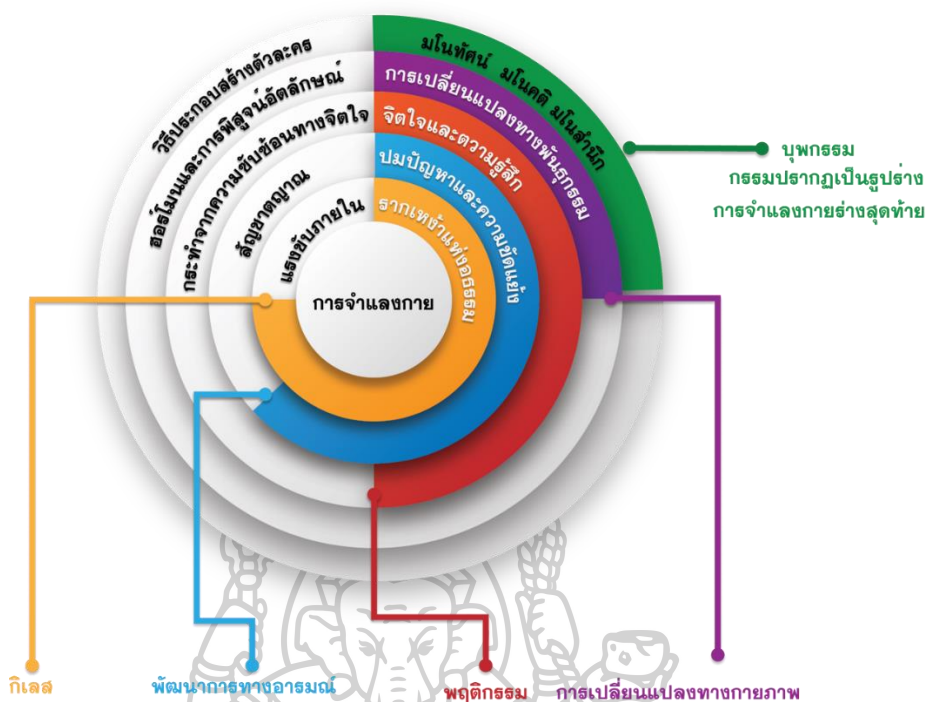 วิธีประกอบสร้างตัวละคร
ฮอร์โมนและการพิสูจน์อัตลักษณ์
กระทำจากความซับซ้อนทางจิตใจ
สัญชาตญาณ
แรงขับภายใน
มโนทัศน์ มโนคติ มโนสำนึก
การเปลี่ยนแปลงทางพันธุกรรม
จิตใจและความรู้สึก
ปมปัญหาและความขัดแย้ง
รากเหง้าแห่งอธรรม
การจำแลงกาย
บุพกรรม
กรรมปรากฏเป็นรูปร่าง
การจำแลงกายร่างสุดท้าย
กิเลส
พัฒนาการทางอารมณ์
พฤติกรรม
การเปลี่ยนแปลงทางกายภาพ